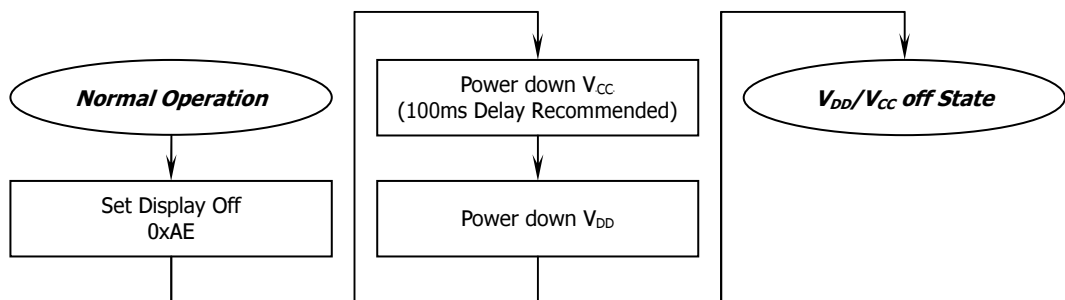 Normal Operation
Set Display Off
0xAE
Power down VCC
(100ms Delay Recommended)
Power down VDD
VDD/VCC off State